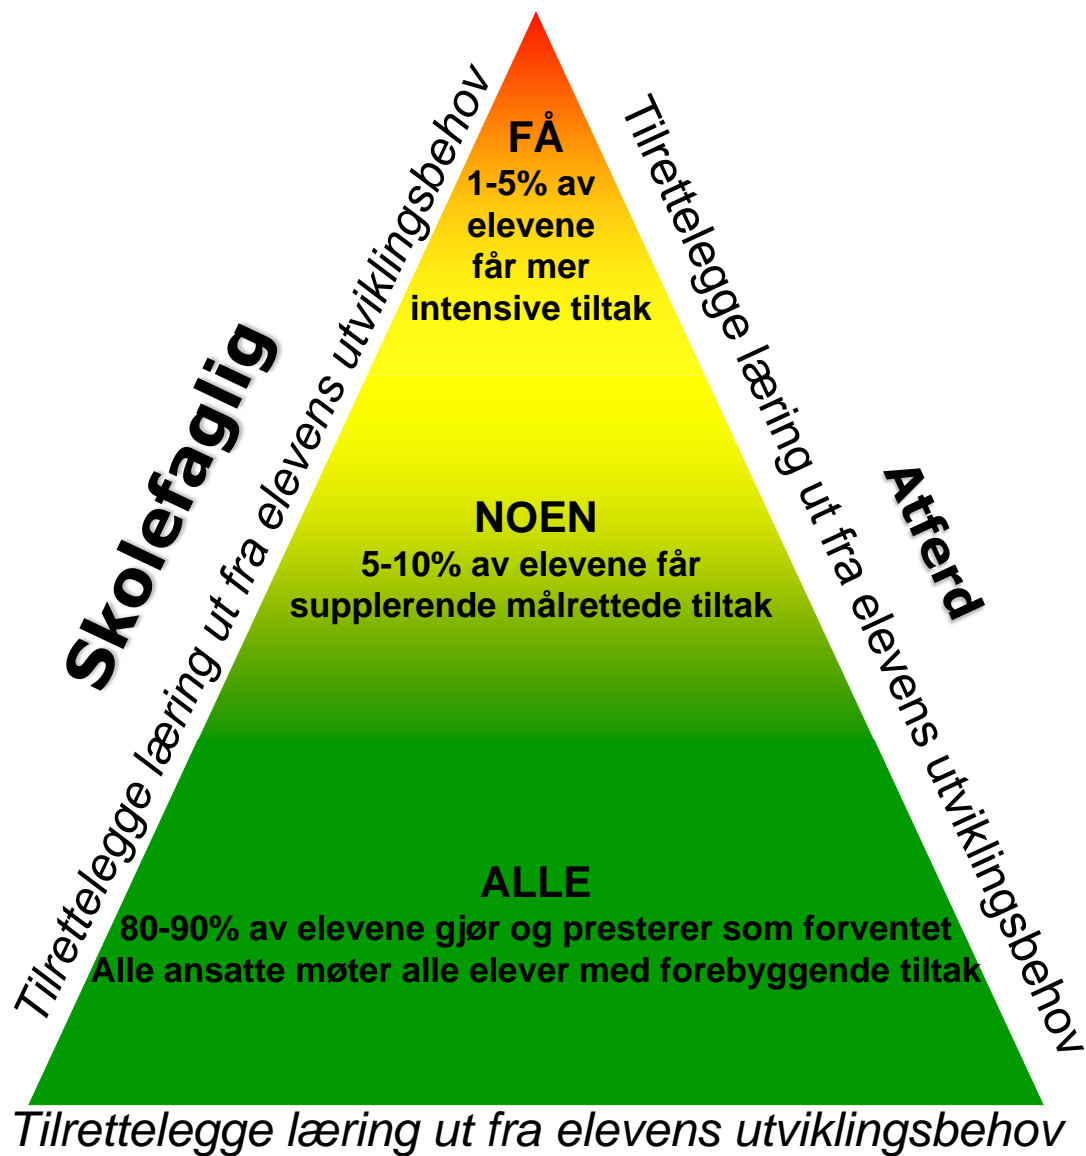 FÅ
1-5% av
elevene
får mer
intensive tiltak
NOEN
5-10% av elevene får
supplerende målrettede tiltak
ALLE
80-90% av elevene gjør og presterer som forventet
Alle ansatte møter alle elever med forebyggende tiltak
Skolefaglig
Tilrettelegge læring ut fra elevens utviklingsbehov
Tilrettelegge læring ut fra elevens utviklingsbehov
Atferd
Tilrettelegge læring ut fra elevens utviklingsbehov